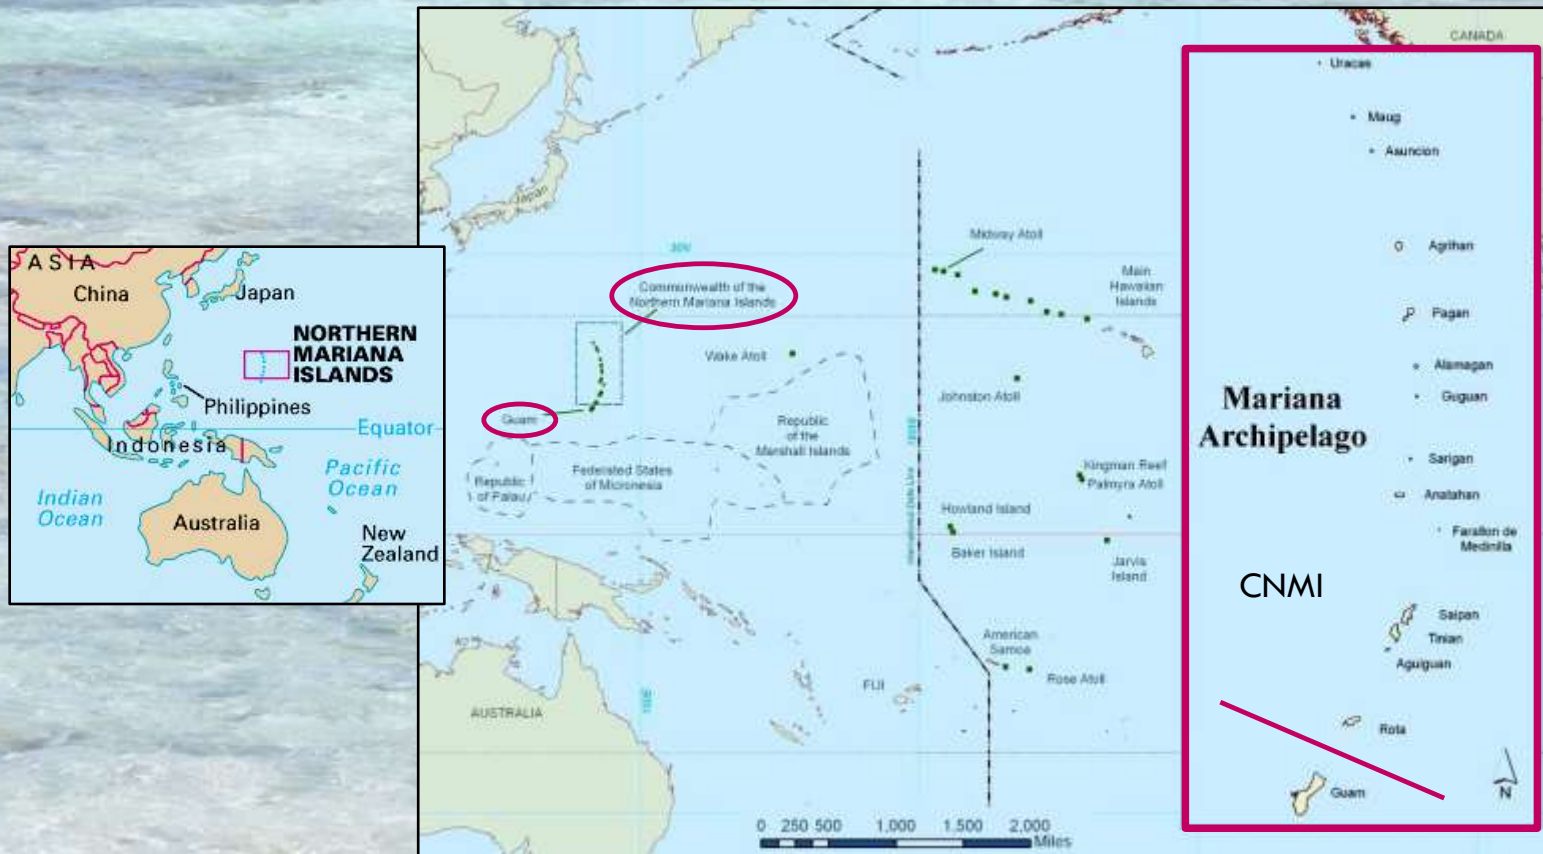 ASIA
China
Japan
NORTHERN
MARIANA
ISLANDS
Philippines
Equator
Indonesia
Pacific
Ocean
Indian
Ocean
Australia
New
Zealand
CANADA
Japan
30N
Midway Atoll
Commonwealth of the
Northern Mariana Islands
Main
Hawaiian
Islands
Wake Atoll
Johnston Atoll
Guam
Republic
of the
Marshall Islands
Federated States
of Micronesia
Republic
of Palau
Kingman Reef
Palmyra Atoll
Howland Island
International Date Line
Baker Island
Jarvis
Island
American
Samoa
Rose Atoll
FIJI
AUSTRALIA
0 250 500 1,000 1,500 2,000
Miles
Uracas
Maug
Asuncion
Agrihan
Pagan
Alamagan
Guguan
Mariana
Archipelago
Sarigan
Anatahan
Farallon de
Medinilla
CNMI
Saipan
Tinian
Aguiguan
Rota
Guam
N